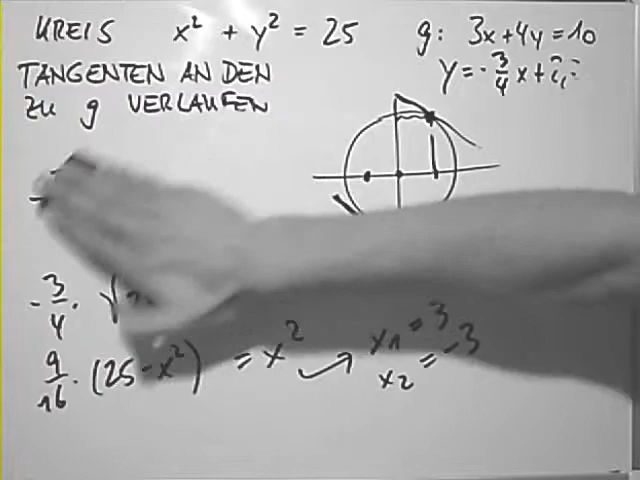 KREIS x² + y² = 25 g: 3x+4y=10
TANGENTEN AN DEN y=-3/4x+
ZU g VERLAUFEN
-3/4· √
9/16·(25-x²) = x² x1=3
x2=-3